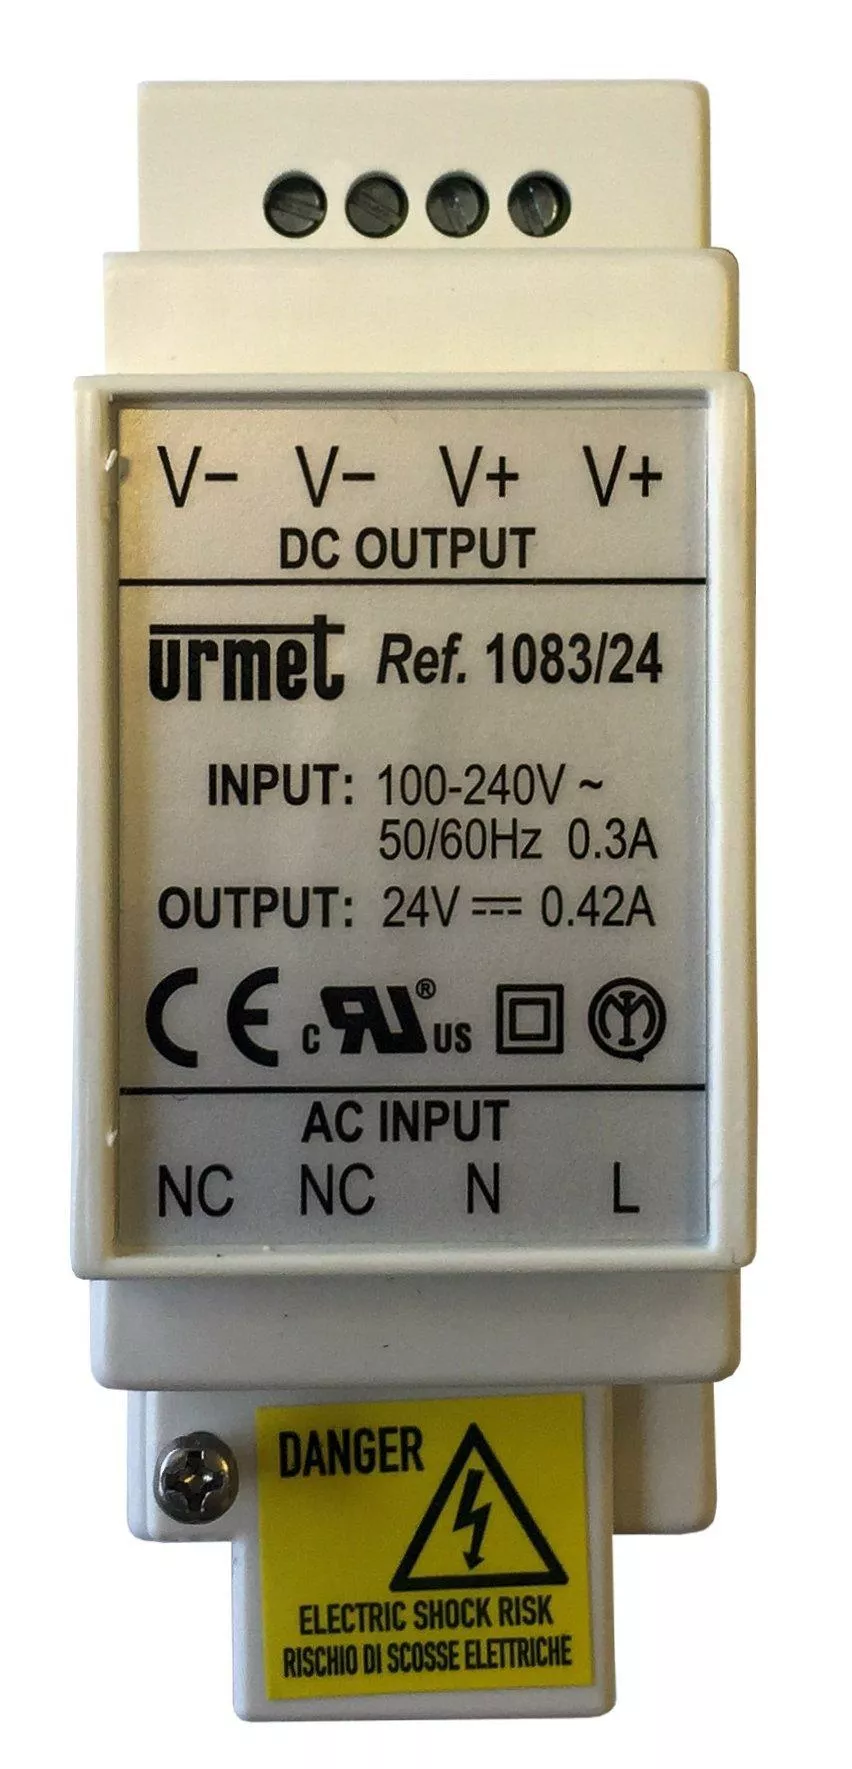 V− V− V+ V+
DC OUTPUT
urmet Ref. 1083/24
INPUT: 100-240V ~
50/60Hz 0.3A
OUTPUT: 24V ⎓ 0.42A
CE c RU® US
AC INPUT
NC NC N L
DANGER
ELECTRIC SHOCK RISK
RISCHIO DI SCOSSE ELETTRICHE